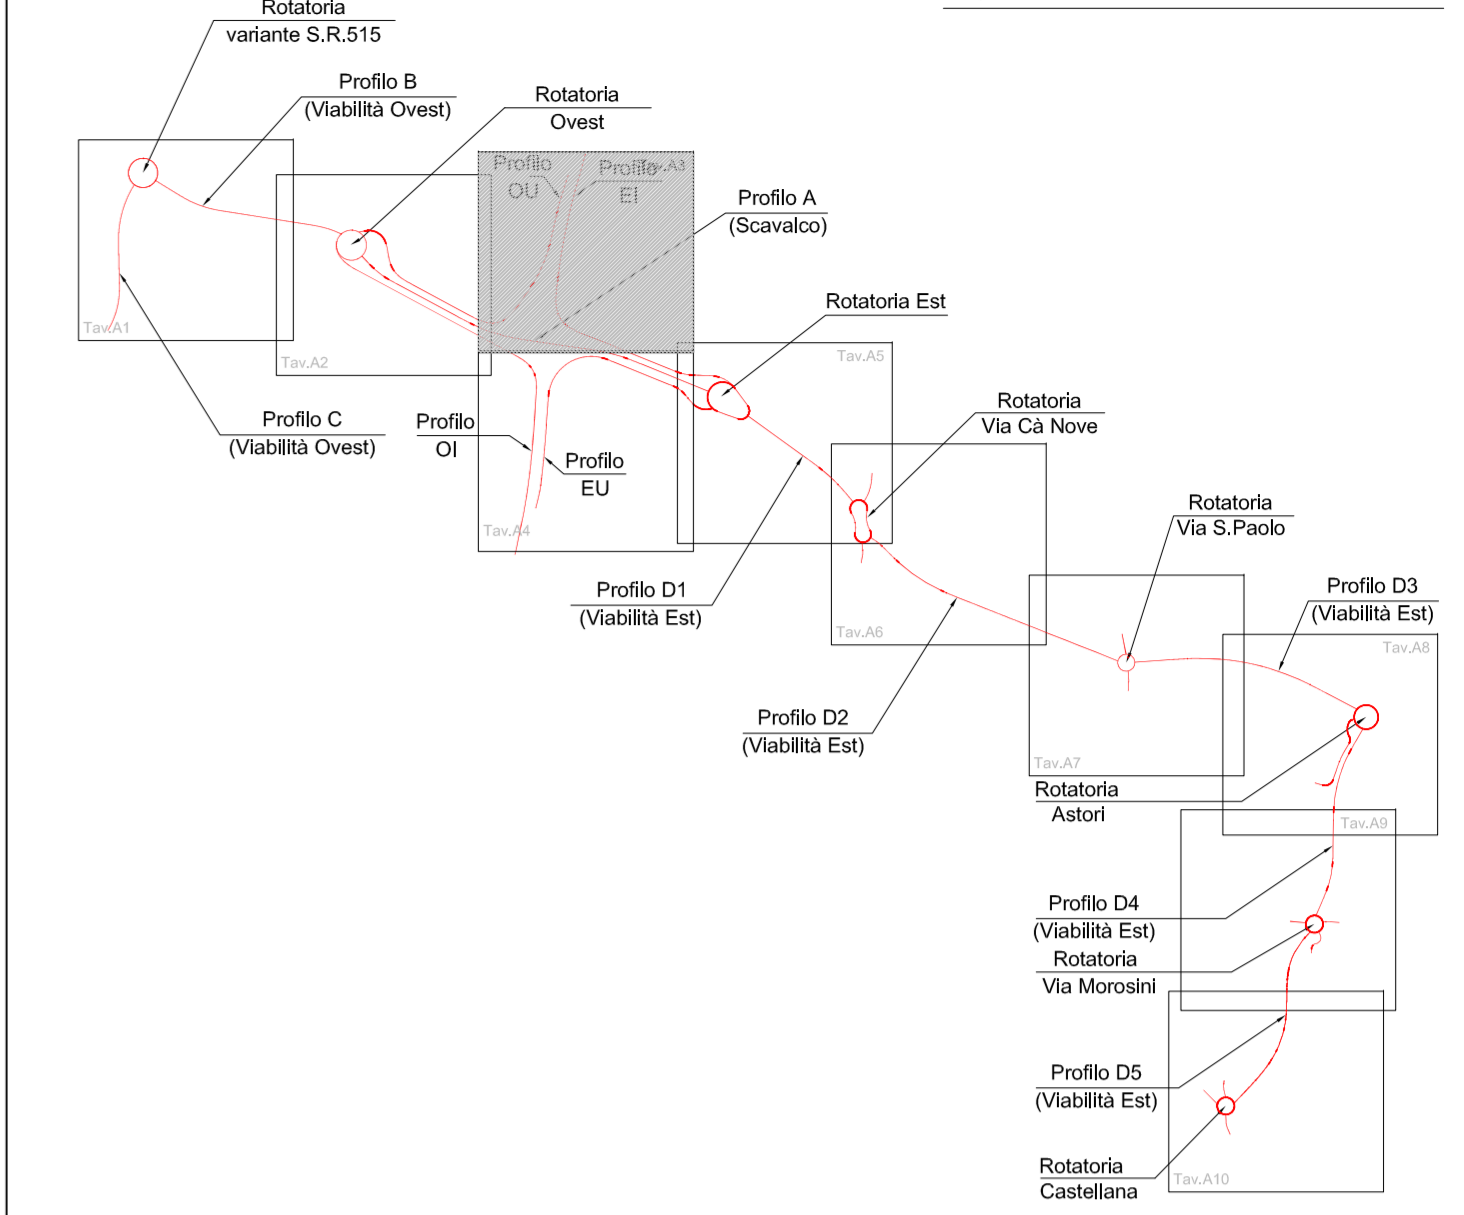 Rotatoria
variante S.R.515
Profilo B
(Viabilità Ovest)
Rotatoria
Ovest
Profilo
OU
Profilo
EI
Tav.A3
Profilo A
(Scavalco)
Rotatoria Est
Tav.A1
Tav.A2
Tav.A5
Profilo C
(Viabilità Ovest)
Profilo
OI
Profilo
EU
Rotatoria
Via Cà Nove
Tav.A4
Rotatoria
Via S.Paolo
Profilo D1
(Viabilità Est)
Tav.A6
Profilo D3
(Viabilità Est)
Tav.A8
Profilo D2
(Viabilità Est)
Tav.A7
Rotatoria
Astori
Tav.A9
Profilo D4
(Viabilità Est)
Rotatoria
Via Morosini
Profilo D5
(Viabilità Est)
Rotatoria
Castellana
Tav.A10